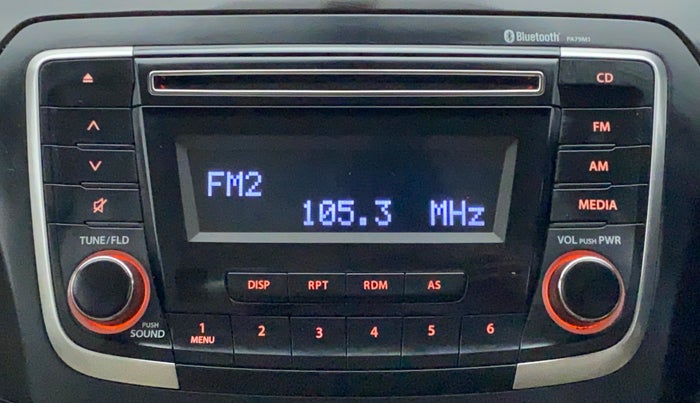 Bluetooth PA79M1
CD
FM
AM
MEDIA
FM2
105.3 MHz
TUNE/FLD
VOL PUSH PWR
DISP RPT RDM AS
PUSH
SOUND
1 2 3 4 5 6
MENU